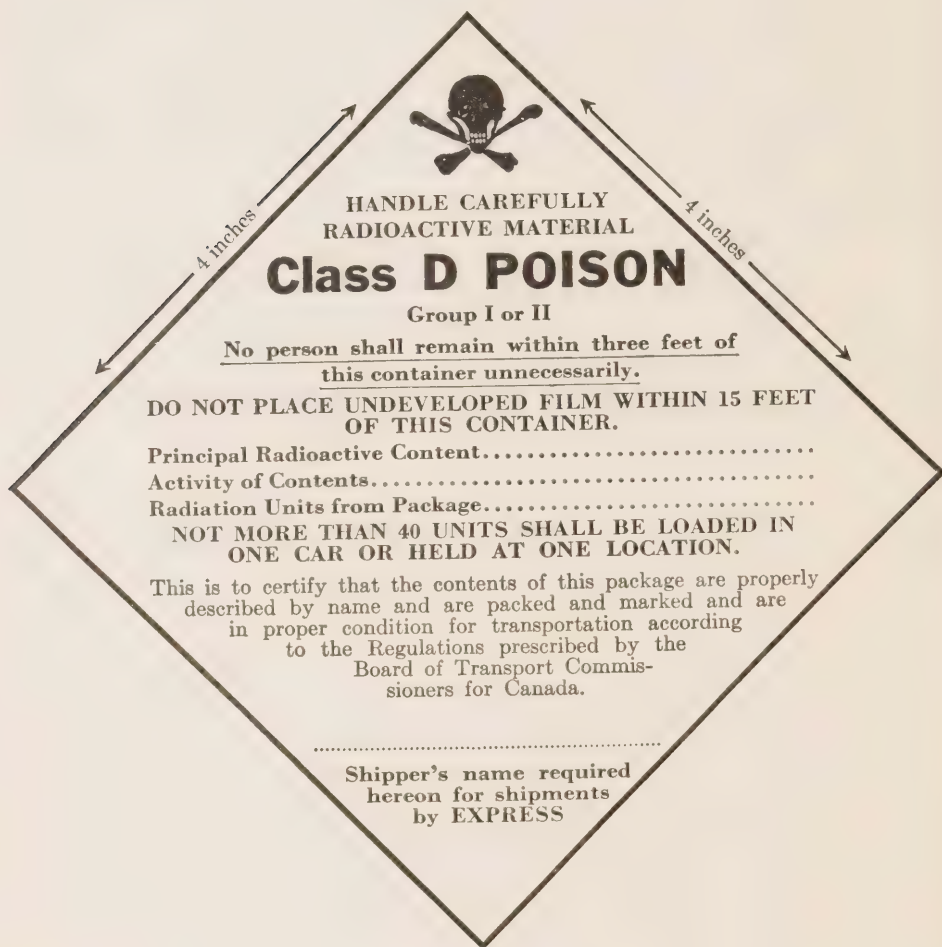 4 inches
4 inches
HANDLE CAREFULLY
RADIOACTIVE MATERIAL
Class D POISON
Group I or II
No person shall remain within three feet of
this container unnecessarily.
DO NOT PLACE UNDEVELOPED FILM WITHIN 15 FEET
OF THIS CONTAINER.
Principal Radioactive Content........................................
Activity of Contents........................................
Radiation Units from Package........................................
NOT MORE THAN 40 UNITS SHALL BE LOADED IN
ONE CAR OR HELD AT ONE LOCATION.
This is to certify that the contents of this package are properly
described by name and are packed and marked and are
in proper condition for transportation according
to the Regulations prescribed by the
Board of Transport Commis-
sioners for Canada.
........................................
Shipper's name required
hereon for shipments
by EXPRESS